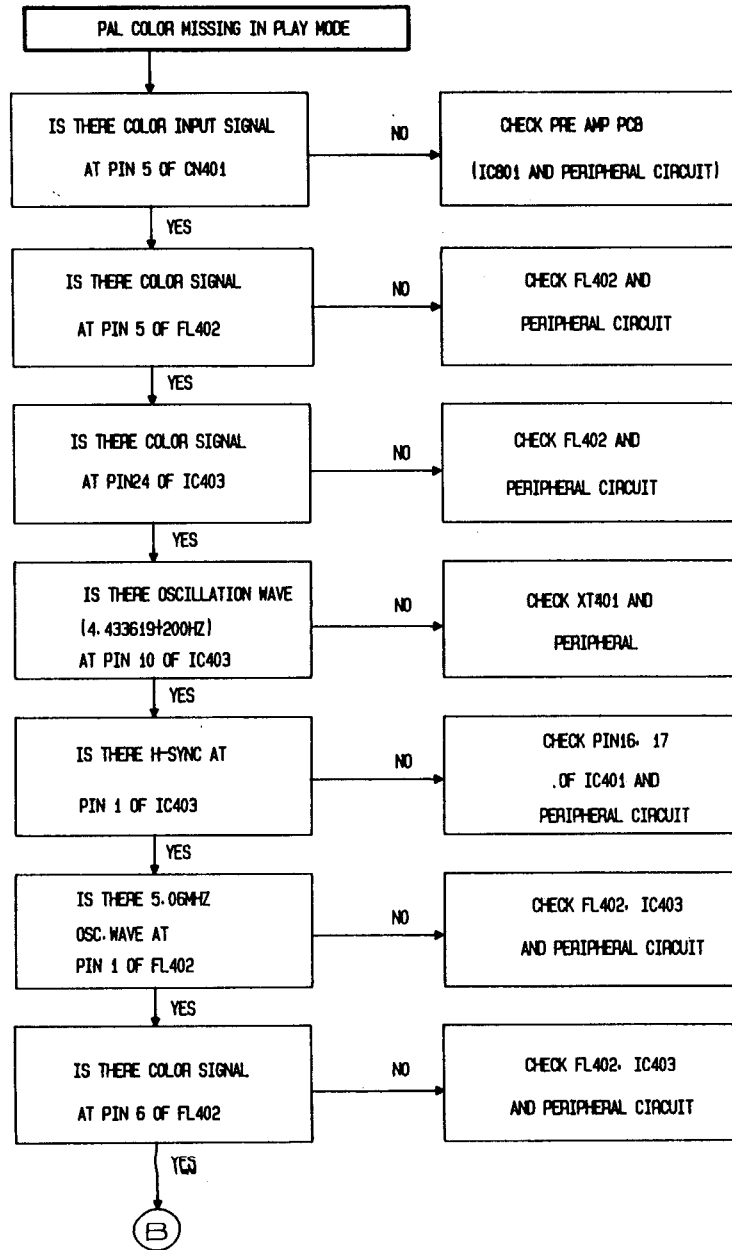 PAL COLOR MISSING IN PLAY MODE
IS THERE COLOR INPUT SIGNAL
AT PIN 5 OF CN401
NO
CHECK PRE AMP PCB
(IC801 AND PERIPHERAL CIRCUIT)
YES
IS THERE COLOR SIGNAL
AT PIN 5 OF FL402
NO
CHECK FL402 AND
PERIPHERAL CIRCUIT
YES
IS THERE COLOR SIGNAL
AT PIN24 OF IC403
NO
CHECK FL402 AND
PERIPHERAL CIRCUIT
YES
IS THERE OSCILLATION WAVE
(4.433619+200HZ)
AT PIN 10 OF IC403
NO
CHECK XT401 AND
PERIPHERAL
YES
IS THERE H-SYNC AT
PIN 1 OF IC403
NO
CHECK PIN16, 17
.OF IC401 AND
PERIPHERAL CIRCUIT
YES
IS THERE 5.06MHZ
OSC.WAVE AT
PIN 1 OF FL402
NO
CHECK FL402, IC403
AND PERIPHERAL CIRCUIT
YES
IS THERE COLOR SIGNAL
AT PIN 6 OF FL402
NO
CHECK FL402, IC403
AND PERIPHERAL CIRCUIT
YES
B